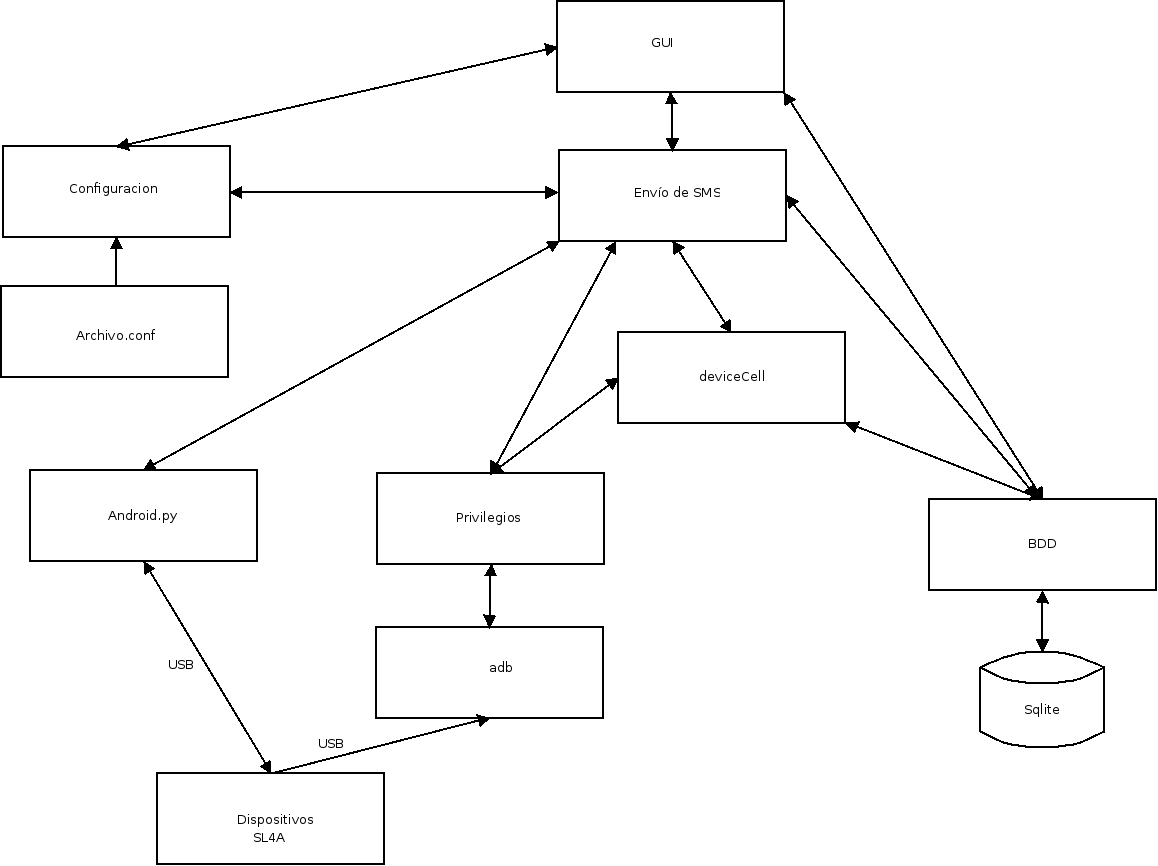 GUI
Configuracion
Envío de SMS
Archivo.conf
deviceCell
Android.py
Privilegios
BDD
USB
adb
Sqlite
USB
Dispositivos
SL4A